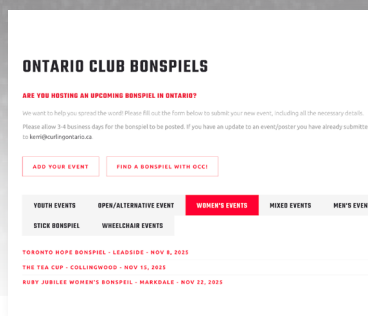 ONTARIO CLUB BONSPIELS
ARE YOU HOSTING AN UPCOMING BONSPIEL IN ONTARIO?
We want to help you spread the word! Please fill out the form below to submit your new event, including all the necessary details.
Please allow 3-4 business days for the bonspiel to be posted. If you have an update to an event/poster you have already submitte
to kerri@curlingontario.ca
ADD YOUR EVENT FIND A BONSPIEL WITH OCC!
YOUTH EVENTS OPEN/ALTERNATIVE EVENT WOMEN'S EVENTS MIXED EVENTS MEN'S EVEN
STICK BONSPIEL WHEELCHAIR EVENTS
TORONTO HOPE BONSPIEL - LEADSIDE - NOV 8, 2025
THE TEA CUP - COLLINGWOOD - NOV 15, 2025
RUBY JUBILEE WOMEN'S BONSPEIL - MARKDALE - NOV 22, 2025